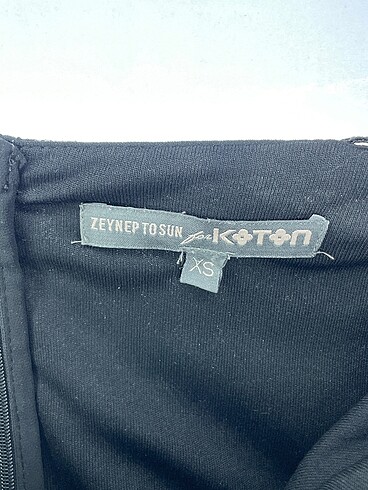 ZEYNEP TOSUN for KOTON
XS